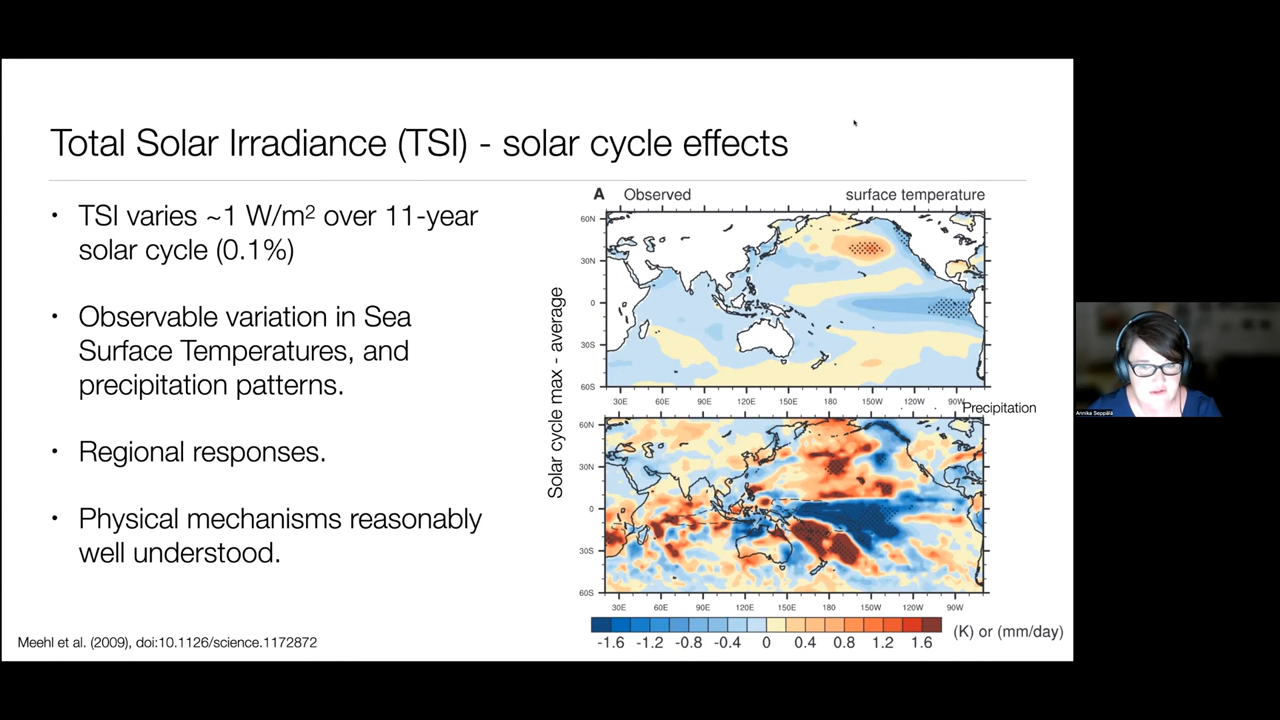 Total Solar Irradiance (TSI) - solar cycle effects
• TSI varies ~1 W/m² over 11-year
solar cycle (0.1%)
• Observable variation in Sea
Surface Temperatures, and
precipitation patterns.
• Regional responses.
• Physical mechanisms reasonably
well understood.
Meehl et al. (2009), doi:10.1126/science.1172872
Solar cycle max - average
A Observed surface temperature
60N
30N
0
30S
60S
30E 60E 90E 120E 150E 180 150W 120W 90W
Precipitation
60N
30N
0
30S
60S
30E 60E 90E 120E 150E 180 150W 120W 90W
-1.6 -1.2 -0.8 -0.4 0 0.4 0.8 1.2 1.6
(K) or (mm/day)
Annika Seppälä